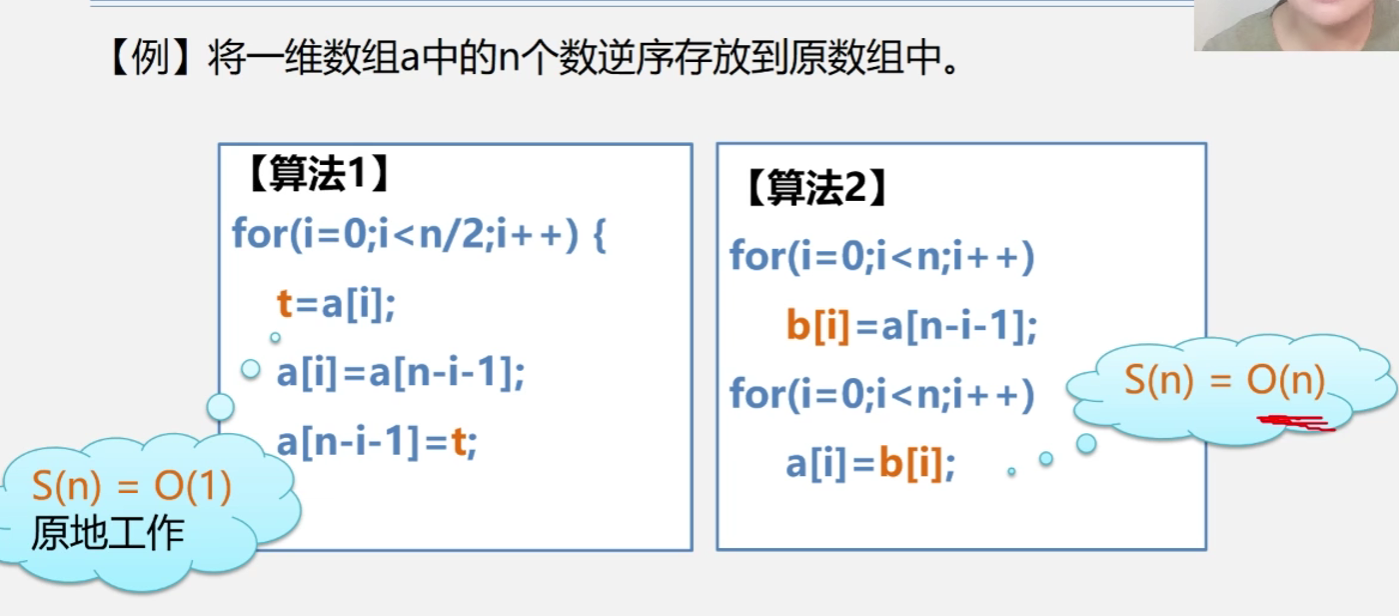 【例】将一维数组a中的n个数逆序存放到原数组中。
【算法1】
for(i=0;i<n/2;i++) {
t=a[i];
a[i]=a[n-i-1];
a[n-i-1]=t;
S(n) = O(1)
原地工作
【算法2】
for(i=0;i<n;i++)
b[i]=a[n-i-1];
for(i=0;i<n;i++)
a[i]=b[i];
S(n) = O(n)